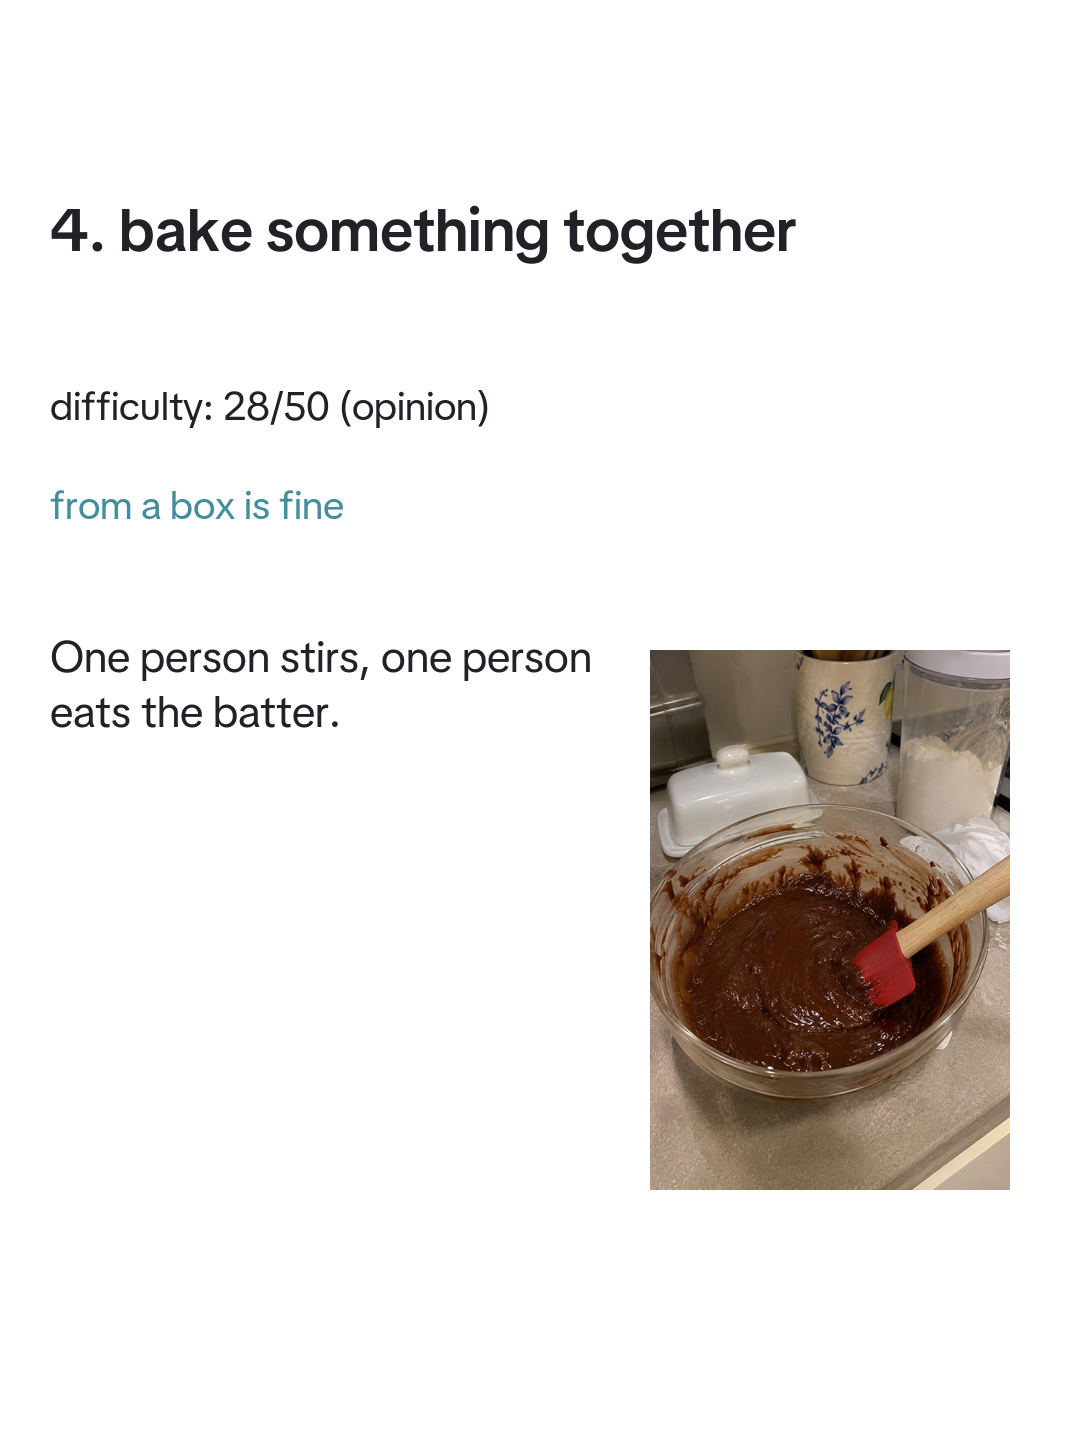 4. bake something together
difficulty: 28/50 (opinion)
from a box is fine
One person stirs, one person
eats the batter.